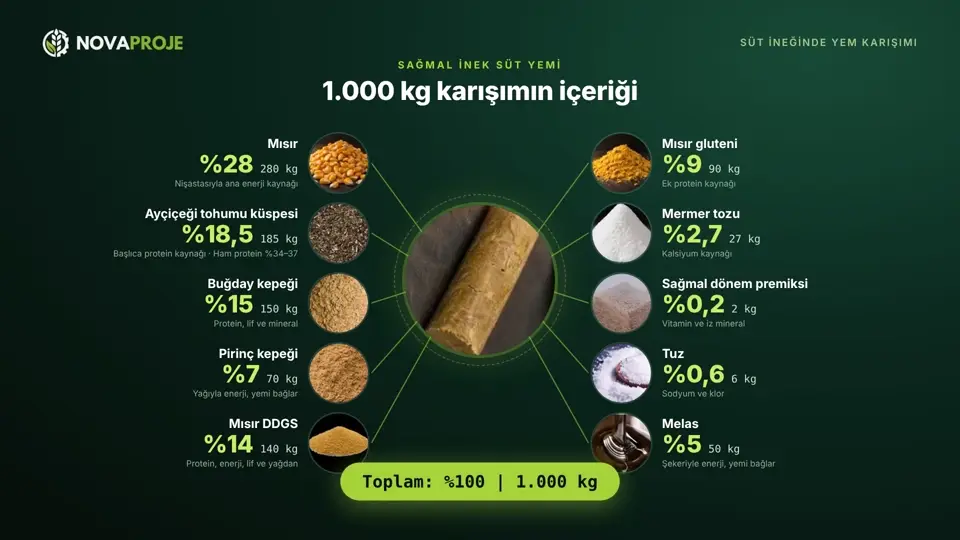 NOVAPROJE
SÜT İNEĞİNDE YEM KARIŞIMI
SAĞMAL İNEK SÜT YEMİ
1.000 kg karışımın içeriği
Mısır
%28 280 kg
Nişastasıyla ana enerji kaynağı
Ayçiçeği tohumu küspesi
%18,5 185 kg
Başlıca protein kaynağı · Ham protein %34–37
Buğday kepeği
%15 150 kg
Protein, lif ve mineral
Pirinç kepeği
%7 70 kg
Yağıyla enerji, yemi bağlar
Mısır DDGS
%14 140 kg
Protein, enerji, lif ve yağdan
Mısır gluteni
%9 90 kg
Ek protein kaynağı
Mermer tozu
%2,7 27 kg
Kalsiyum kaynağı
Sağmal dönem premiksi
%0,2 2 kg
Vitamin ve iz mineral
Tuz
%0,6 6 kg
Sodyum ve klor
Melas
%5 50 kg
Şekeriyle enerji, yemi bağlar
Toplam: %100 | 1.000 kg